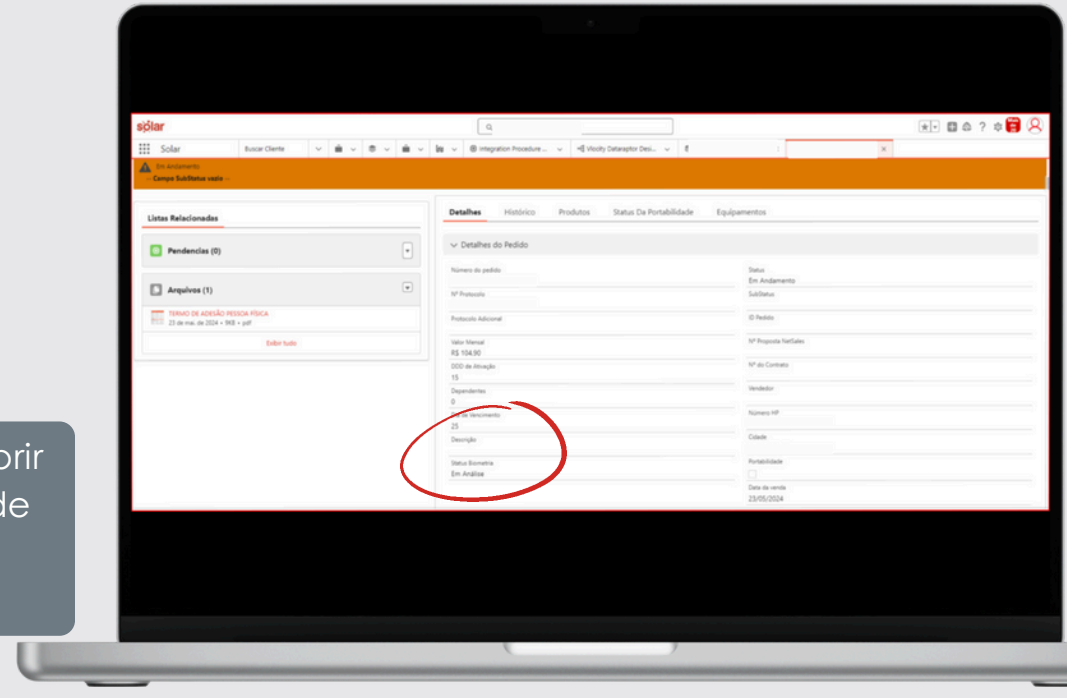 solar
Solar
Buscar Cliente
Integration Procedure ...
Vlocity Dataraptor Desi...
Em Andamento
-- Campo SubStatus vazio --
Listas Relacionadas
Pendencias (0)
Arquivos (1)
TERMO DE ADESÃO PESSOA FÍSICA
23 de mai. de 2024 • 9KB • pdf
Exibir tudo
Detalhes Histórico Produtos Status Da Portabilidade Equipamentos
Detalhes do Pedido
Número do pedido
Nº Protocolo
Protocolo Adicional
Valor Mensal
R$ 104,90
DDD de Ativação
15
Dependentes
0
de Vencimento
25
Descrição
Status Biometria
Em Análise
Status
Em Andamento
SubStatus
ID Pedido
Nº Proposta NetSales
Nº do Contrato
Vendedor
Número HP
Cidade
Portabilidade
Data da venda
23/05/2024
brir
de